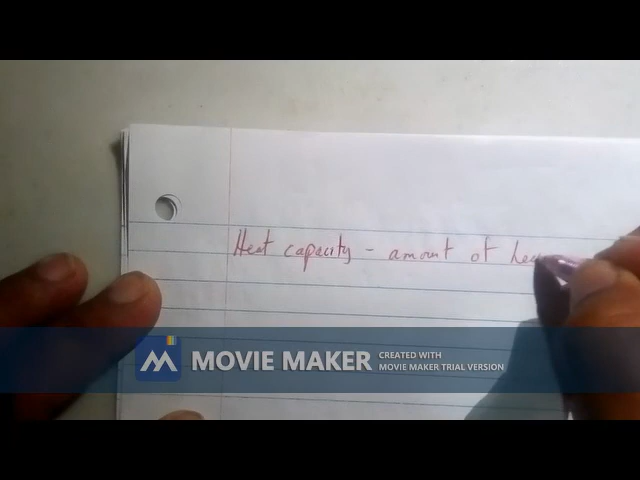 Heat capacity - amount of
MOVIE MAKER
CREATED WITH
MOVIE MAKER TRIAL VERSION